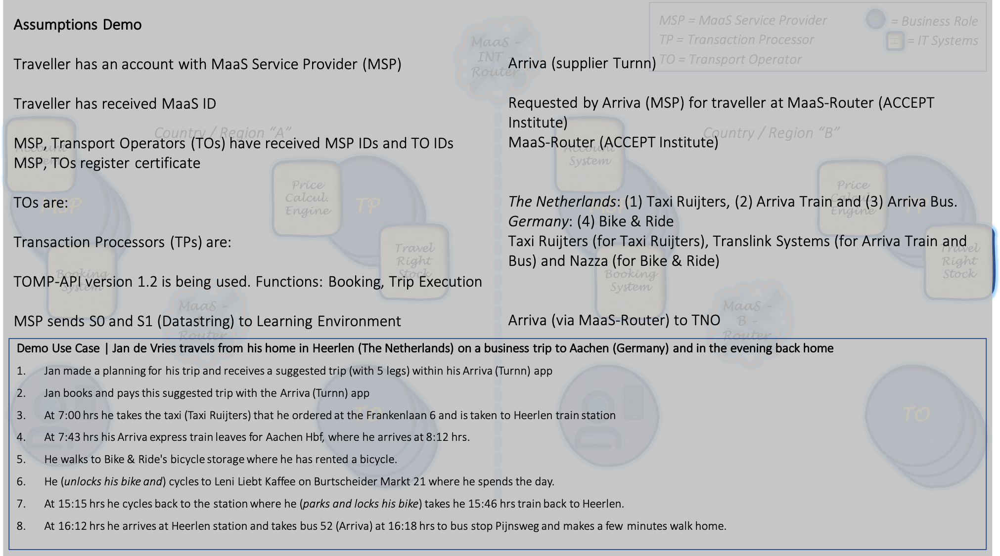 Assumptions Demo
MSP = MaaS Service Provider
= Business Role
TP = Transaction Processor
= IT Systems
TO = Transport Operator
MaaS -
INT -
Router
Traveller has an account with MaaS Service Provider (MSP)
Arriva (supplier Turnn)
Traveller has received MaaS ID
Requested by Arriva (MSP) for traveller at MaaS-Router (ACCEPT
Institute)
Country / Region “A”
Country / Region “B”
MSP, Transport Operators (TOs) have received MSP IDs and TO IDs
MaaS-Router (ACCEPT Institute)
MSP, TOs register certificate
Account
System
Account
System
Price
Calcul.
Engine
Price
Calcul.
Engine
MSP
TP
MSP
TP
TOs are:
The Netherlands: (1) Taxi Ruijters, (2) Arriva Train and (3) Arriva Bus.
Germany: (4) Bike & Ride
Transaction Processors (TPs) are:
Taxi Ruijters (for Taxi Ruijters), Translink Systems (for Arriva Train and
Bus) and Nazza (for Bike & Ride)
Travel
Right
Stock
Travel
Right
Stock
Booking
System
Booking
System
TOMP-API version 1.2 is being used. Functions: Booking, Trip Execution
MaaS -
A -
Router
MaaS -
B -
Router
MSP sends S0 and S1 (Datastring) to Learning Environment
Arriva (via MaaS-Router) to TNO
Demo Use Case | Jan de Vries travels from his home in Heerlen (The Netherlands) on a business trip to Aachen (Germany) and in the evening back home
1. Jan made a planning for his trip and receives a suggested trip (with 5 legs) within his Arriva (Turnn) app
2. Jan books and pays this suggested trip with the Arriva (Turnn) app
3. At 7:00 hrs he takes the taxi (Taxi Ruijters) that he ordered at the Frankenlaan 6 and is taken to Heerlen train station
4. At 7:43 hrs his Arriva express train leaves for Aachen Hbf, where he arrives at 8:12 hrs.
5. He walks to Bike & Ride's bicycle storage where he has rented a bicycle.
6. He (unlocks his bike and) cycles to Leni Liebt Kaffee on Burtscheider Markt 21 where he spends the day.
7. At 15:15 hrs he cycles back to the station where he (parks and locks his bike) takes he 15:46 hrs train back to Heerlen.
8. At 16:12 hrs he arrives at Heerlen station and takes bus 52 (Arriva) at 16:18 hrs to bus stop Pijnsweg and makes a few minutes walk home.
TO
TO